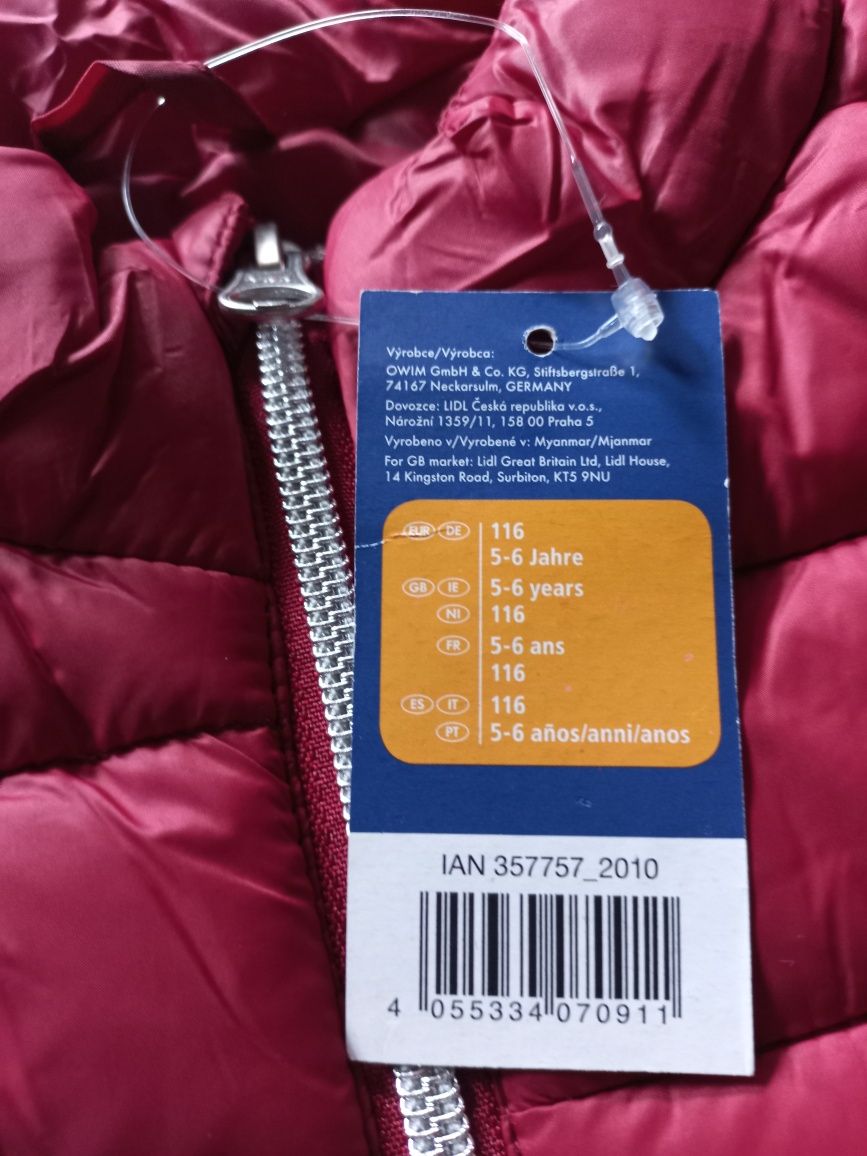 Výrobce/Výrobca:
OWIM GmbH & Co. KG, Stiftsbergstraße 1,
74167 Neckarsulm, GERMANY
Dovozce: LIDL Česká republika v.o.s.,
Nárožní 1359/11, 158 00 Praha 5
Vyrobeno v/Vyrobené v: Myanmar/Mjanmar
For GB market: Lidl Great Britain Ltd, Lidl House,
14 Kingston Road, Surbiton, KT5 9NU
EUR DE 116
5-6 Jahre
GB IE 5-6 years
NI 116
FR 5-6 ans
116
ES IT 116
PT 5-6 años/anni/anos
IAN 357757_2010
4 055334 070911